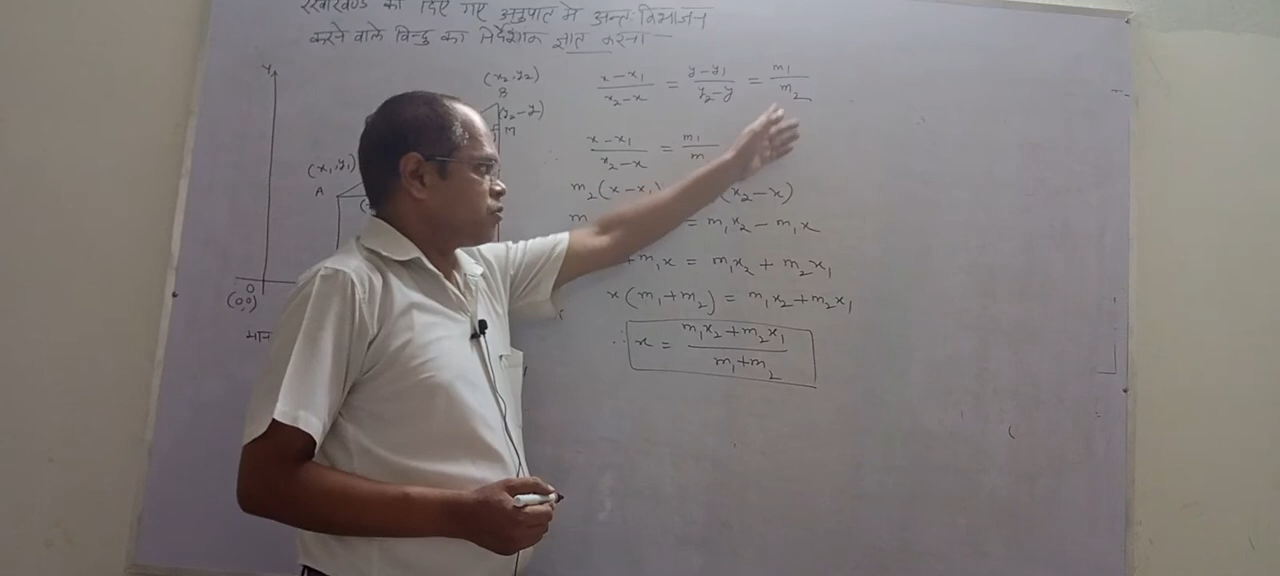 रेखाखण्ड को दिए गए अनुपात मे अन्तः विभाजन
करने वाले बिन्दु का निर्देशांक ज्ञात करना —
y
(x₂, y₂)
B
(y₂-y)
M
(x₁, y₁)
A
0
(0,0)
मान
(x-x₁)/(x₂-x) = (y-y₁)/(y₂-y) = m₁/m₂
(x-x₁)/(x₂-x) = m₁/m
m₂(x-x₁) (x₂-x)
m = m₁x₂ - m₁x
+m₁x = m₁x₂ + m₂x₁
x(m₁+m₂) = m₁x₂+m₂x₁
∴ x = (m₁x₂+m₂x₁)/(m₁+m₂)